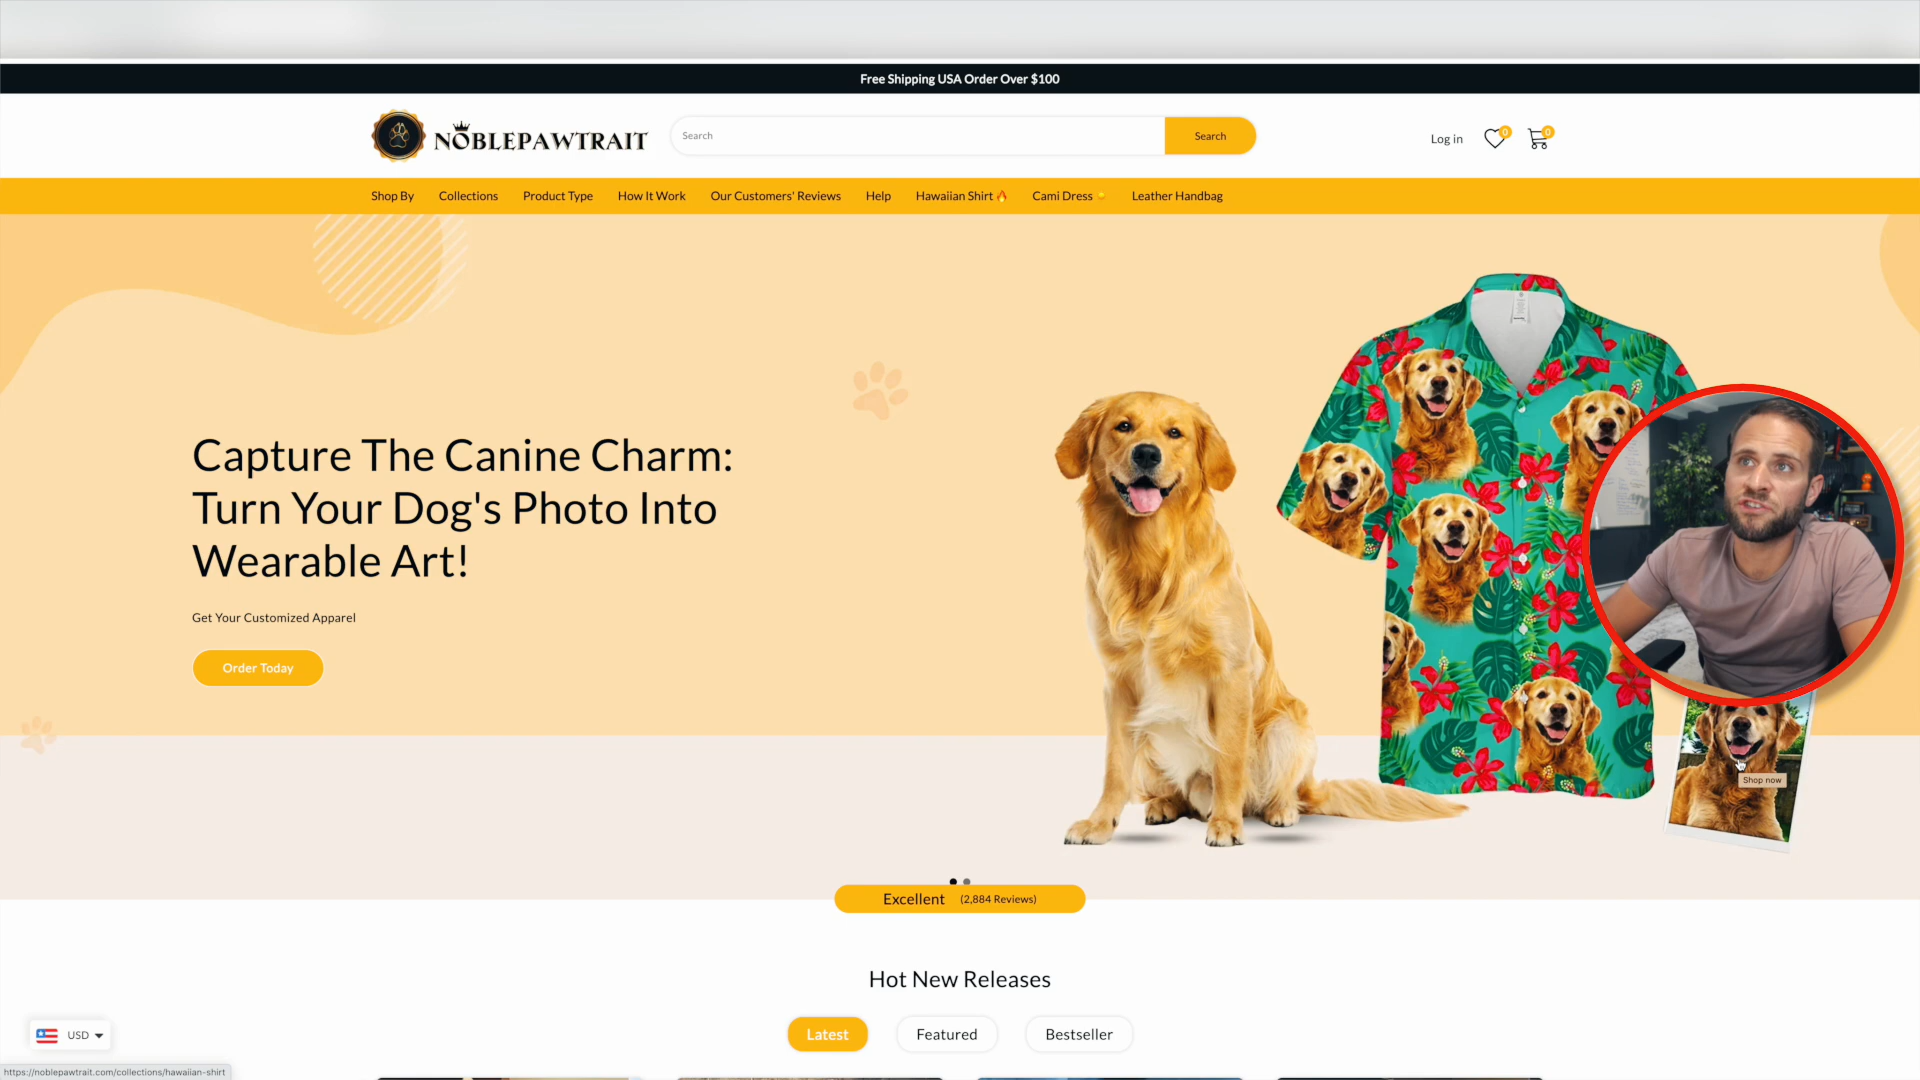 Free Shipping USA Order Over $100
NOBLEPAWTRAIT
Search
Search
Log in
0
0
Shop By
Collections
Product Type
How It Work
Our Customers' Reviews
Help
Hawaiian Shirt
Cami Dress
Leather Handbag
Capture The Canine Charm:
Turn Your Dog's Photo Into
Wearable Art!
Get Your Customized Apparel
Order Today
Shop now
Excellent (2,884 Reviews)
Hot New Releases
Latest
Featured
Bestseller
USD
https://noblepawtrait.com/collections/hawaiian-shirt